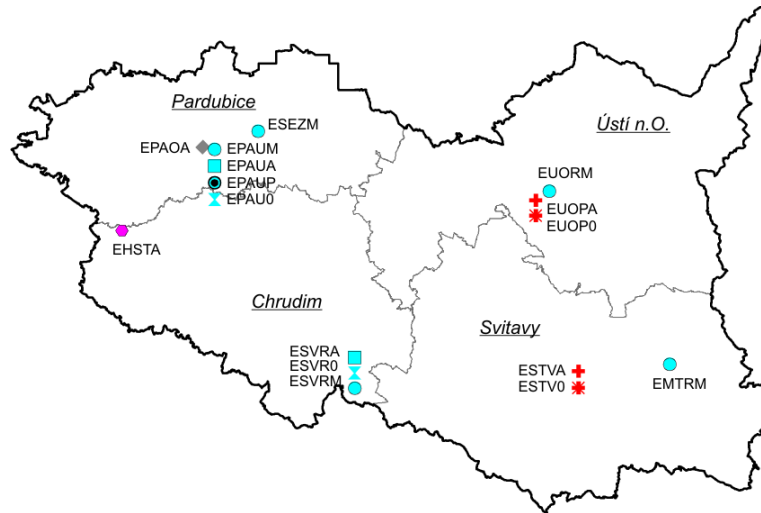 Pardubice
ESEZM
Ústí n.O.
EPAOA
EPAUM
EPAUA
EPAUP
EPAU0
EUORM
EUOPA
EUOP0
EHSTA
Chrudim
Svitavy
ESVRA
ESVR0
ESVRM
ESTVA
ESTV0
EMTRM